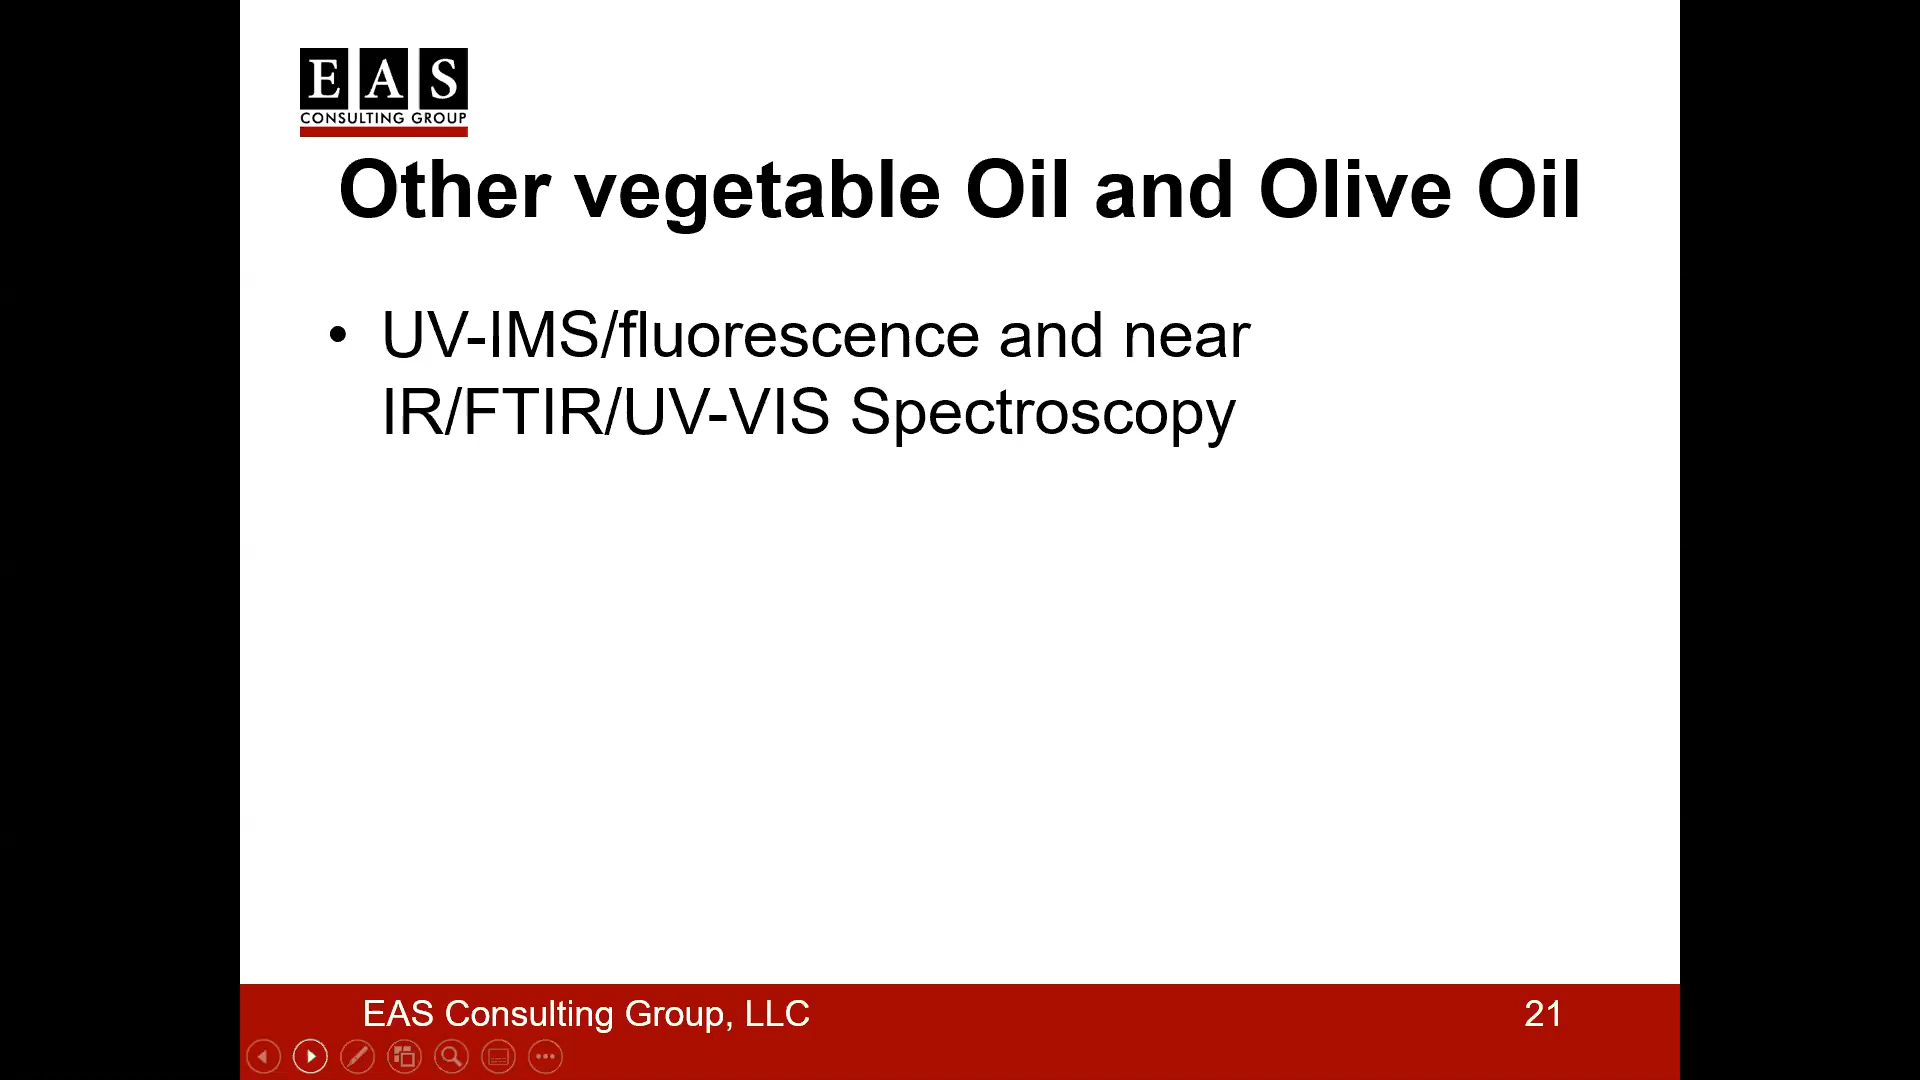 EAS
CONSULTING GROUP
Other vegetable Oil and Olive Oil
• UV-IMS/fluorescence and near
IR/FTIR/UV-VIS Spectroscopy
EAS Consulting Group, LLC
21